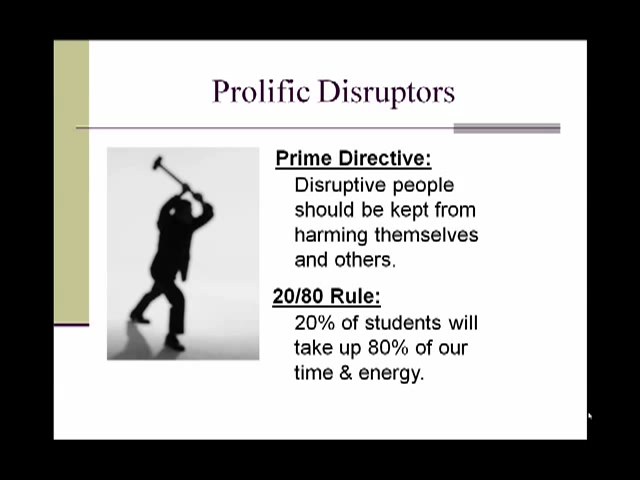 Prolific Disruptors
Prime Directive:
Disruptive people
should be kept from
harming themselves
and others.
20/80 Rule:
20% of students will
take up 80% of our
time & energy.